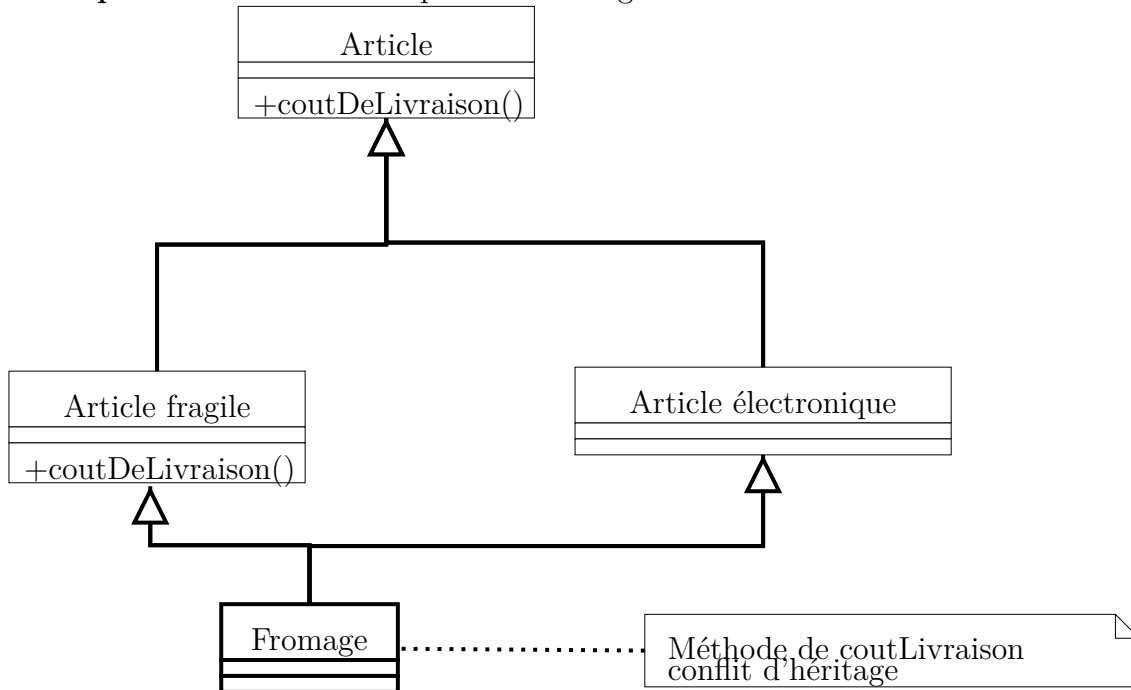 Article
+coutDeLivraison()
Article fragile
+coutDeLivraison()
Article électronique
Fromage
Méthode de coutLivraison
conflit d'héritage